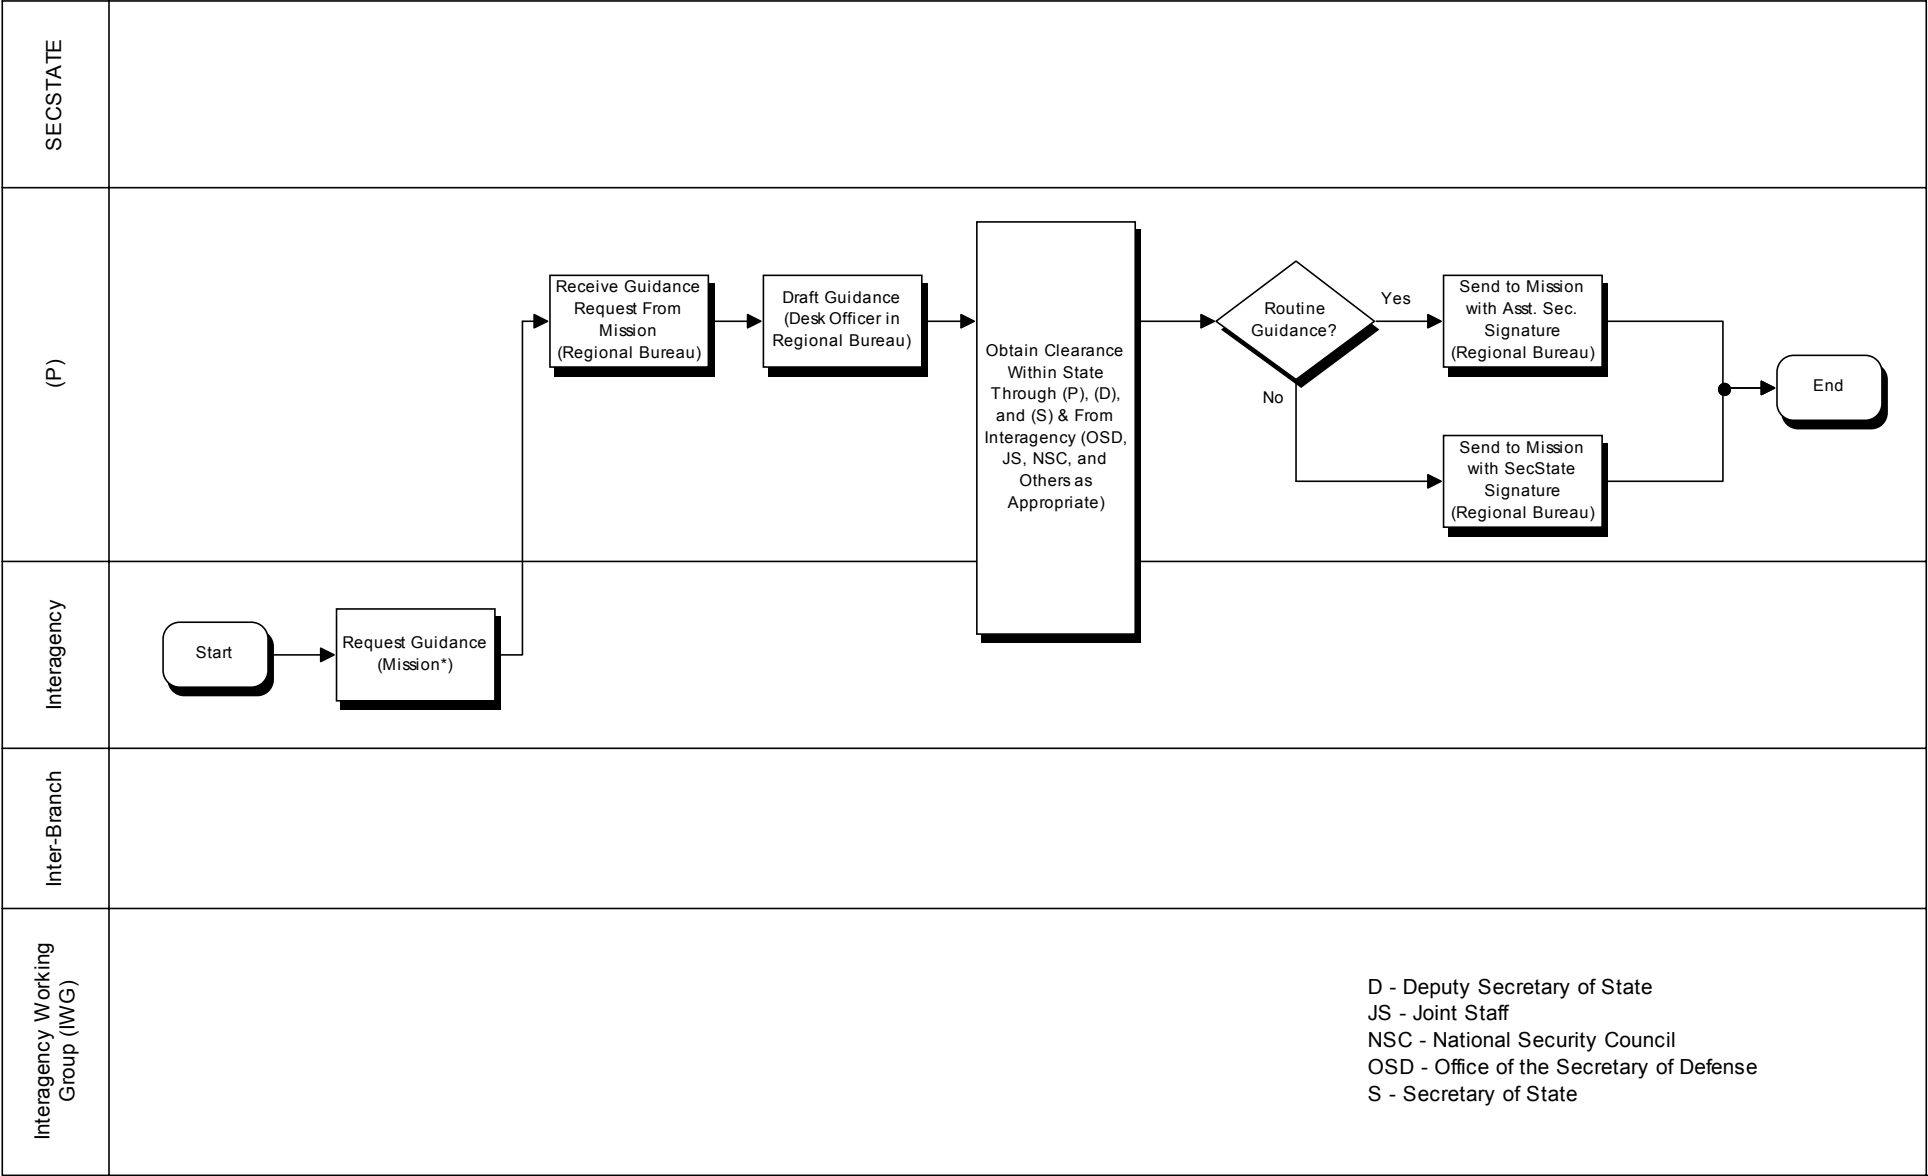 SECSTATE
(P)
Receive Guidance
Request From
Mission
(Regional Bureau)
Draft Guidance
(Desk Officer in
Regional Bureau)
Obtain Clearance
Within State
Through (P), (D),
and (S) & From
Interagency (OSD,
JS, NSC, and
Others as
Appropriate)
Routine
Guidance?
Yes
No
Send to Mission
with Asst. Sec.
Signature
(Regional Bureau)
Send to Mission
with SecState
Signature
(Regional Bureau)
End
Interagency
Start
Request Guidance
(Mission*)
Inter-Branch
Interagency Working
Group (IWG)
D - Deputy Secretary of State
JS - Joint Staff
NSC - National Security Council
OSD - Office of the Secretary of Defense
S - Secretary of State